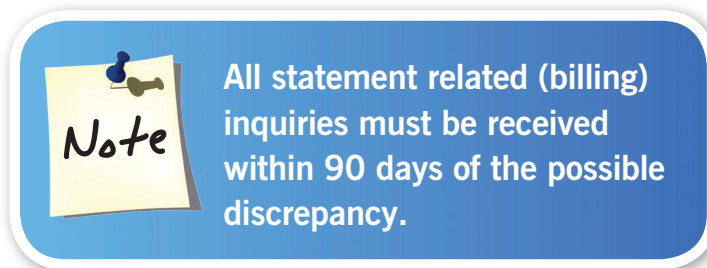 Note
All statement related (billing)
inquiries must be received
within 90 days of the possible
discrepancy.